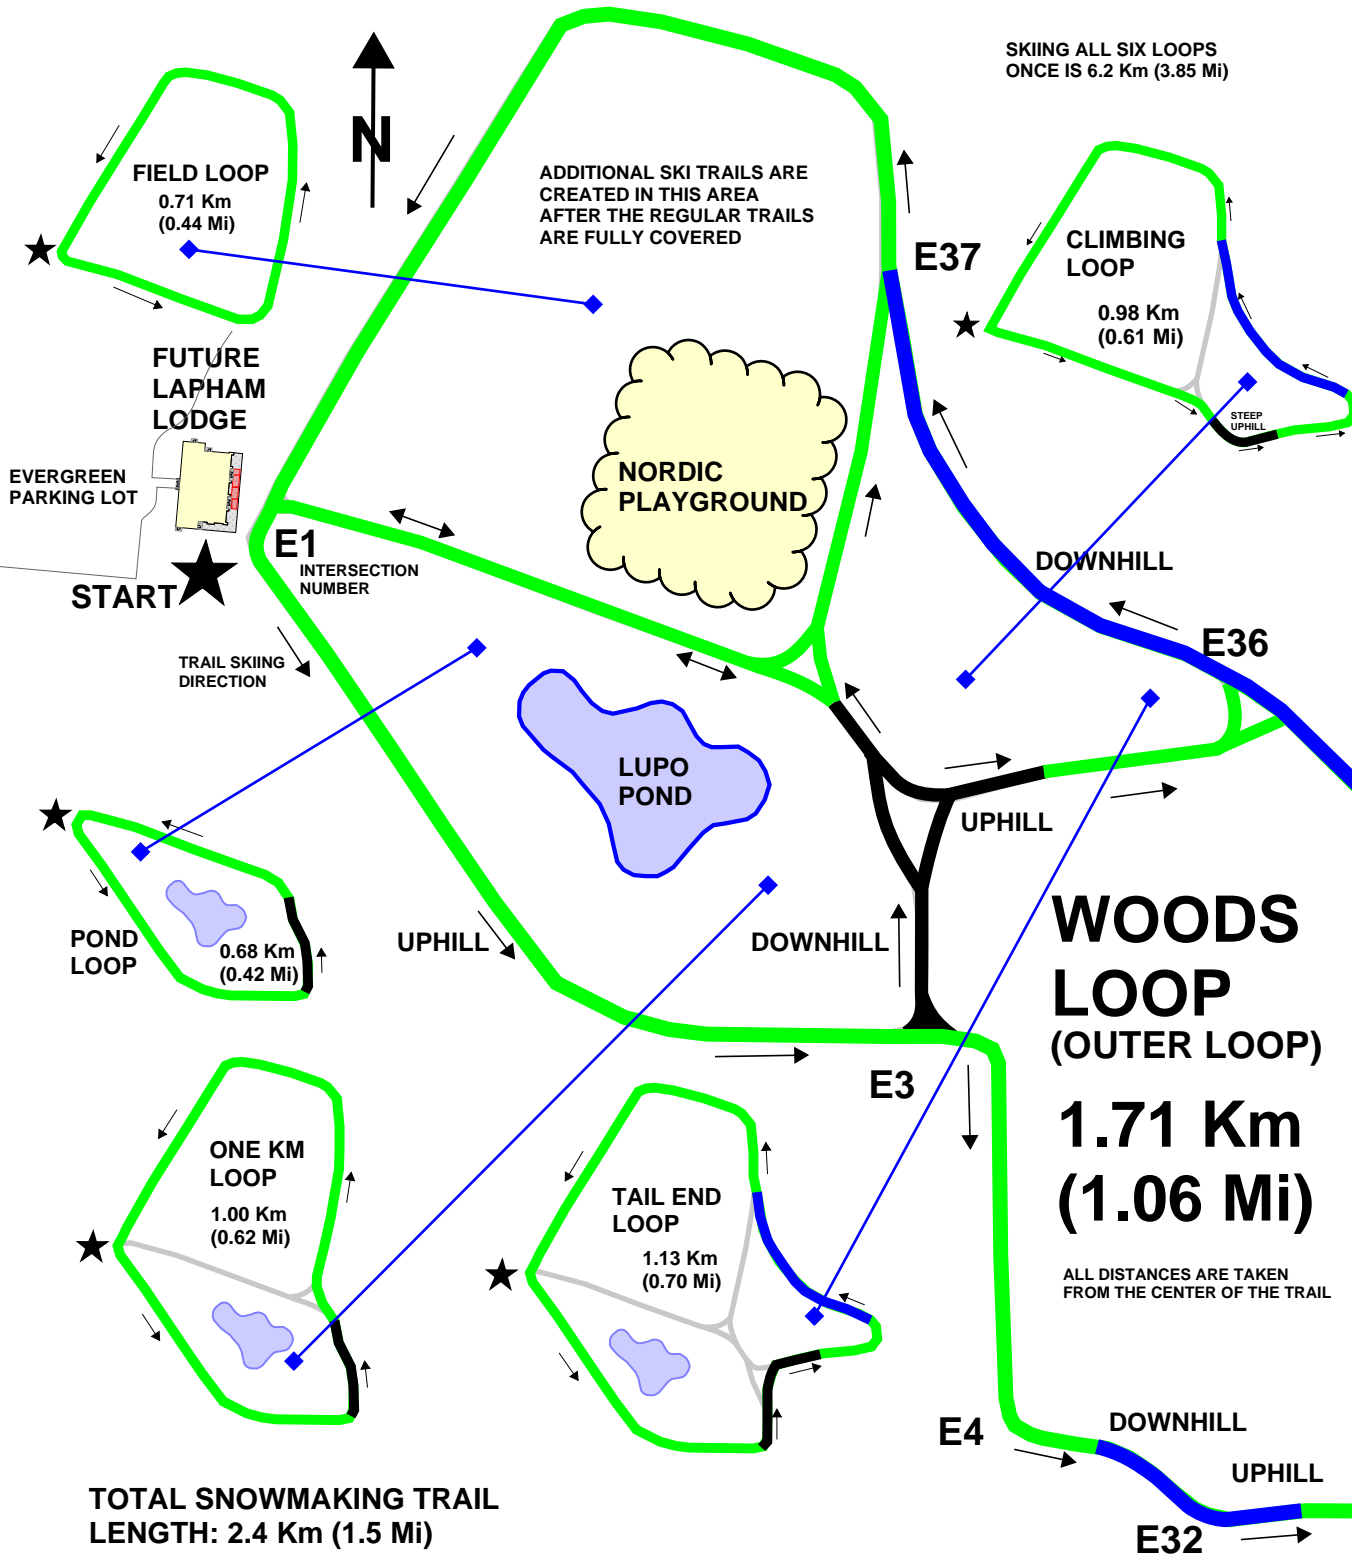 SKIING ALL SIX LOOPS
ONCE IS 6.2 Km (3.85 Mi)
N
FIELD LOOP
0.71 Km
(0.44 Mi)
ADDITIONAL SKI TRAILS ARE
CREATED IN THIS AREA
AFTER THE REGULAR TRAILS
ARE FULLY COVERED
E37
CLIMBING
LOOP
0.98 Km
(0.61 Mi)
STEEP
UPHILL
FUTURE
LAPHAM
LODGE
EVERGREEN
PARKING LOT
NORDIC
PLAYGROUND
E1
INTERSECTION
NUMBER
START
DOWNHILL
E36
TRAIL SKIING
DIRECTION
LUPO
POND
UPHILL
POND
LOOP
0.68 Km
(0.42 Mi)
UPHILL
DOWNHILL
WOODS
LOOP
(OUTER LOOP)
1.71 Km
(1.06 Mi)
E3
ONE KM
LOOP
1.00 Km
(0.62 Mi)
TAIL END
LOOP
1.13 Km
(0.70 Mi)
ALL DISTANCES ARE TAKEN
FROM THE CENTER OF THE TRAIL
E4
DOWNHILL
UPHILL
E32
TOTAL SNOWMAKING TRAIL
LENGTH: 2.4 Km (1.5 Mi)